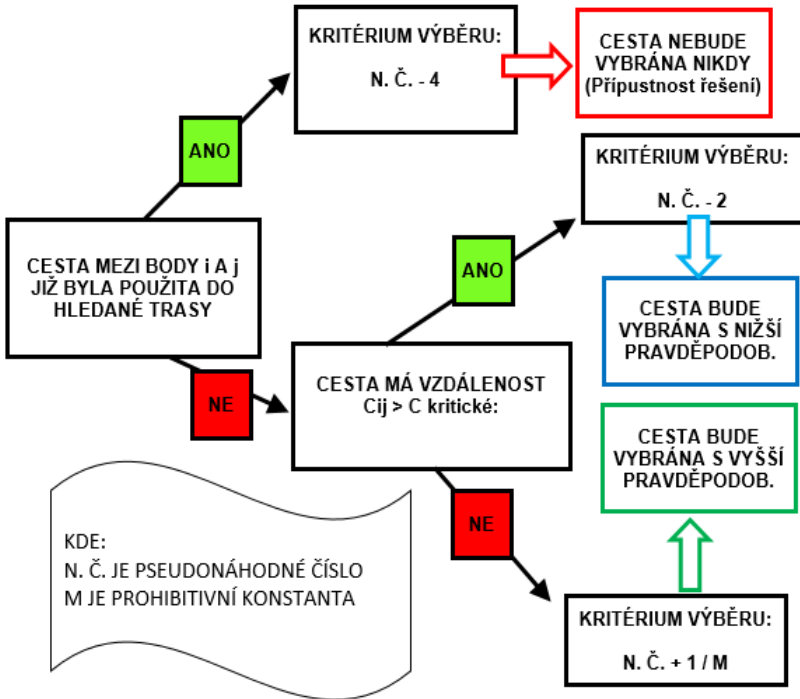 KRITÉRIUM VÝBĚRU:
N. Č. - 4
CESTA NEBUDE
VYBRÁNA NIKDY
(Přípustnost řešení)
ANO
KRITÉRIUM VÝBĚRU:
N. Č. - 2
CESTA MEZI BODY i A j
JIŽ BYLA POUŽITA DO
HLEDANÉ TRASY
ANO
CESTA BUDE
VYBRÁNA S NIŽŠÍ
PRAVDĚPODOB.
NE
CESTA MÁ VZDÁLENOST
Cij > C kritické:
CESTA BUDE
VYBRÁNA S VYŠŠÍ
PRAVDĚPODOB.
NE
KDE:
N. Č. JE PSEUDONÁHODNÉ ČÍSLO
M JE PROHIBITIVNÍ KONSTANTA
KRITÉRIUM VÝBĚRU:
N. Č. + 1 / M